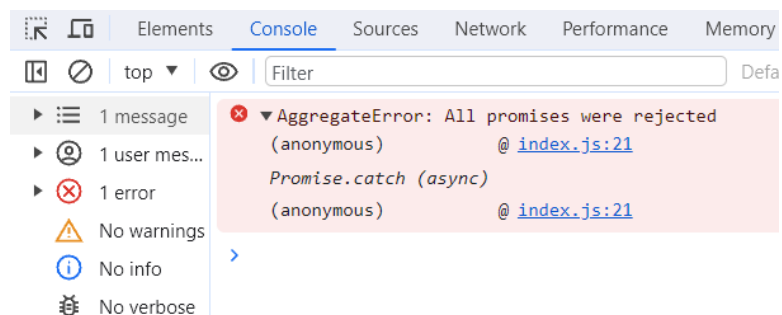 Elements Console Sources Network Performance Memory
top ▼ Filter Defa
1 message
1 user mes...
1 error
No warnings
No info
No verbose
▼AggregateError: All promises were rejected
(anonymous) @ index.js:21
Promise.catch (async)
(anonymous) @ index.js:21